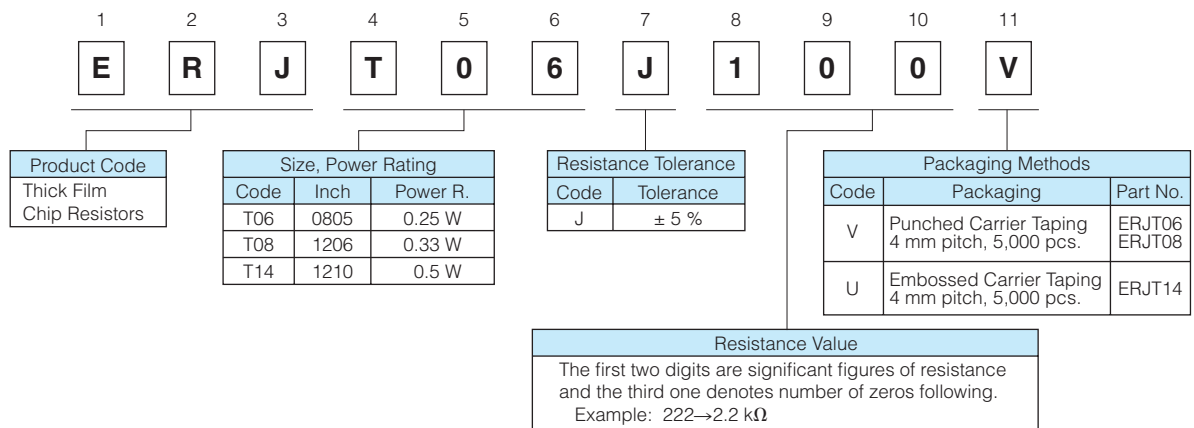 1 2 3 4 5 6 7 8 9 10 11
E R J T 0 6 J 1 0 0 V
Product Code
Thick Film
Chip Resistors
Size, Power Rating
Code Inch Power R.
T06 0805 0.25 W
T08 1206 0.33 W
T14 1210 0.5 W
Resistance Tolerance
Code Tolerance
J ± 5 %
Packaging Methods
Code Packaging Part No.
V Punched Carrier Taping
4 mm pitch, 5,000 pcs. ERJT06
ERJT08
U Embossed Carrier Taping
4 mm pitch, 5,000 pcs. ERJT14
Resistance Value
The first two digits are significant figures of resistance
and the third one denotes number of zeros following.
Example: 222→2.2 kΩ